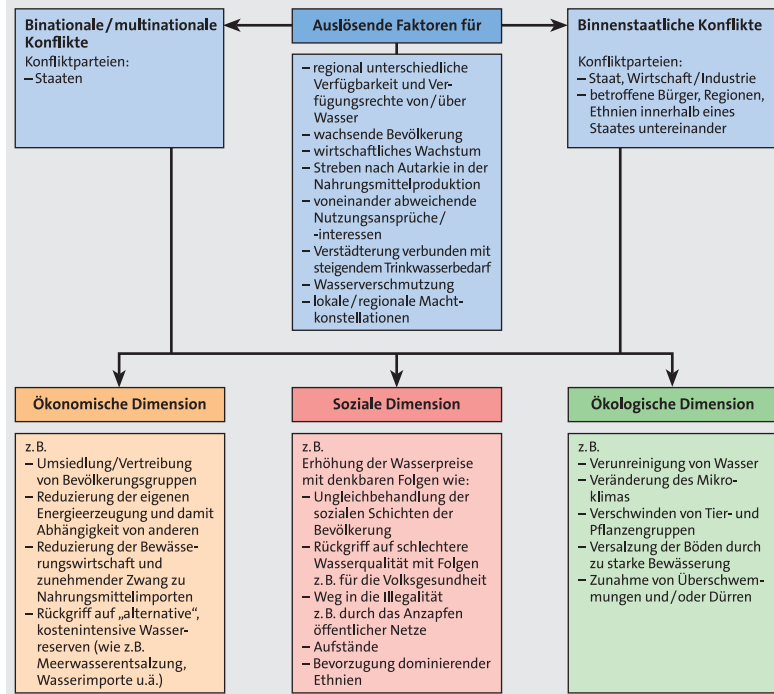 Binationale/multinationale
Konflikte
Konfliktparteien:
– Staaten
Auslösende Faktoren für
– regional unterschiedliche
Verfügbarkeit und Ver-
fügungsrechte von/über
Wasser
– wachsende Bevölkerung
– wirtschaftliches Wachstum
– Streben nach Autarkie in der
Nahrungsmittelproduktion
– voneinander abweichende
Nutzungsansprüche/
-interessen
– Verstädterung verbunden mit
steigendem Trinkwasserbedarf
– Wasserverschmutzung
– lokale/regionale Macht-
konstellationen
Binnenstaatliche Konflikte
Konfliktparteien:
– Staat, Wirtschaft/Industrie
– betroffene Bürger, Regionen,
Ethnien innerhalb eines
Staates untereinander
Ökonomische Dimension
z.B.
– Umsiedlung/Vertreibung
von Bevölkerungsgruppen
– Reduzierung der eigenen
Energieerzeugung und damit
Abhängigkeit von anderen
– Reduzierung der Bewässe-
rungswirtschaft und
zunehmender Zwang zu
Nahrungsmittelimporten
– Rückgriff auf „alternative“,
kostenintensive Wasser-
reserven (wie z.B.
Meerwasserentsalzung,
Wasserimporte u.ä.)
Soziale Dimension
z.B.
Erhöhung der Wasserpreise
mit denkbaren Folgen wie:
– Ungleichbehandlung der
sozialen Schichten der
Bevölkerung
– Rückgriff auf schlechtere
Wasserqualität mit Folgen
z.B. für die Volksgesundheit
– Weg in die Illegalität
z.B. durch das Anzapfen
öffentlicher Netze
– Aufstände
– Bevorzugung dominierender
Ethnien
Ökologische Dimension
z.B.
– Verunreinigung von Wasser
– Veränderung des Mikro-
klimas
– Verschwinden von Tier- und
Pflanzengruppen
– Versalzung der Böden durch
zu starke Bewässerung
– Zunahme von Überschwem-
mungen und/oder Dürren